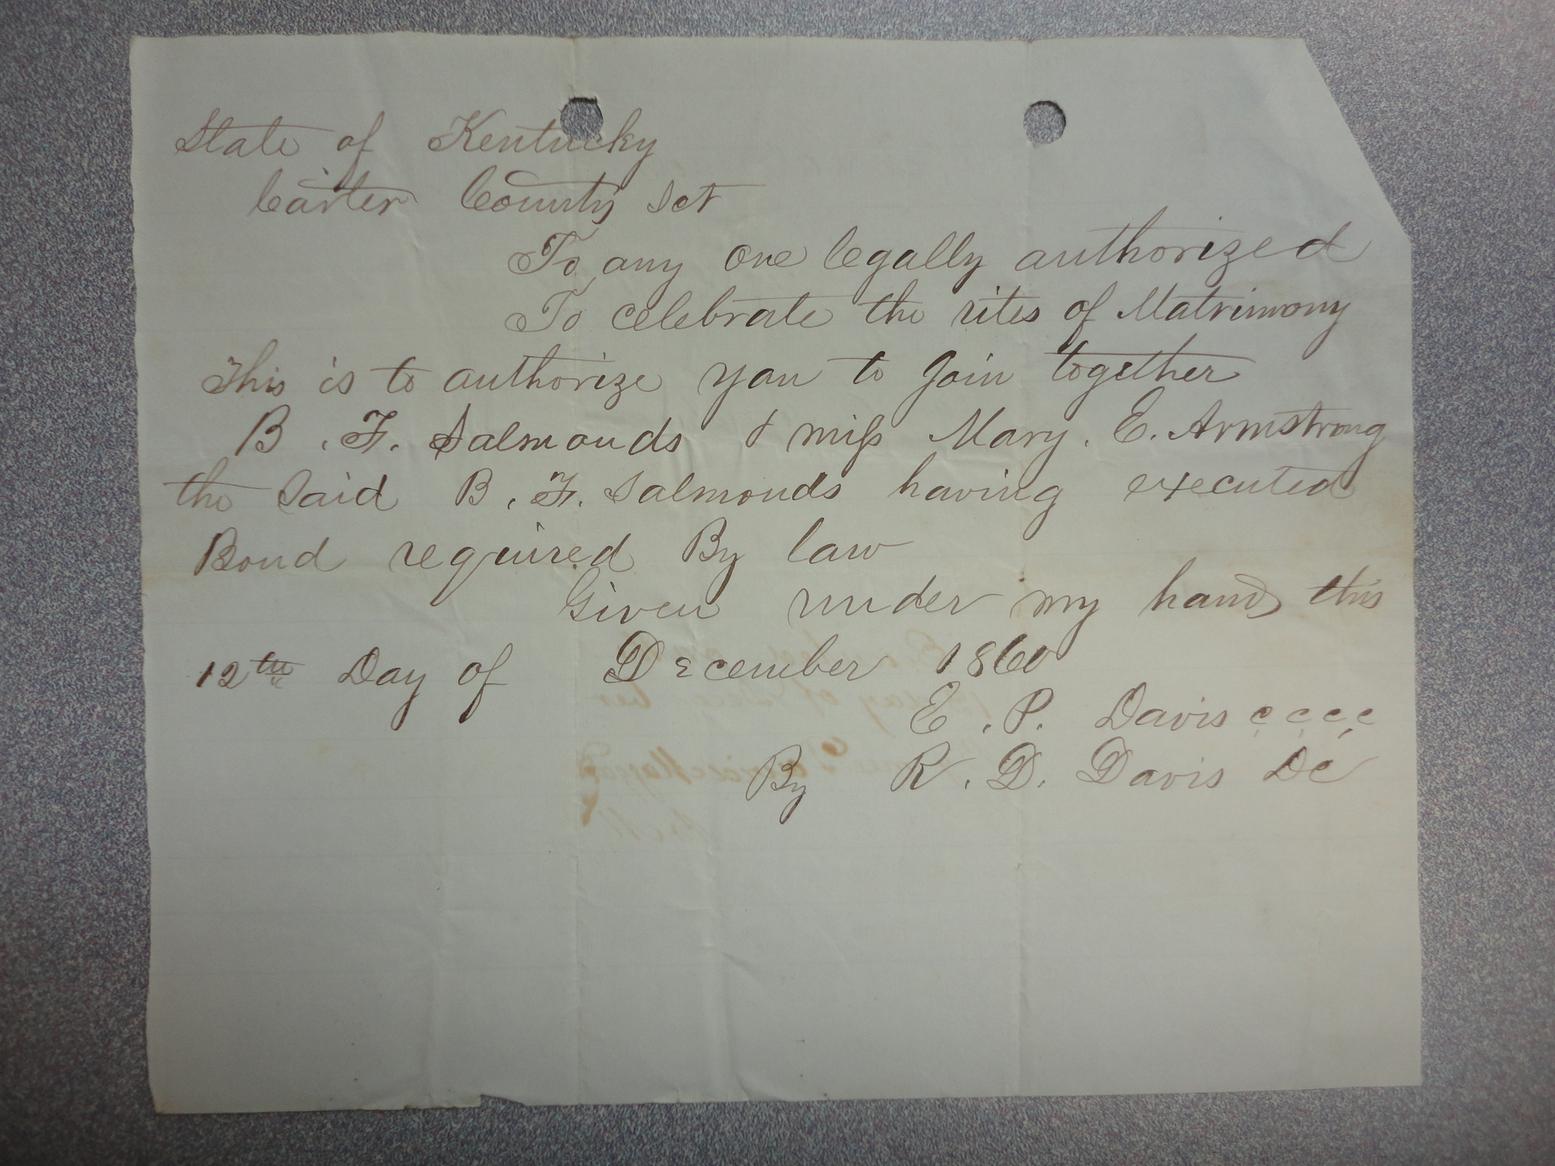 State of Kentucky
Carter County Sct
To any one legally authorized
To celebrate the rites of Matrimony
This is to authorize you to Join together
B. F. Salmonds & miss Mary. E. Armstrong
the Said B. F. Salmonds having executed
Bond required By law
Given under my hand this
12th Day of December 1860
E. P. Davis cccc
By R. D. Davis DC